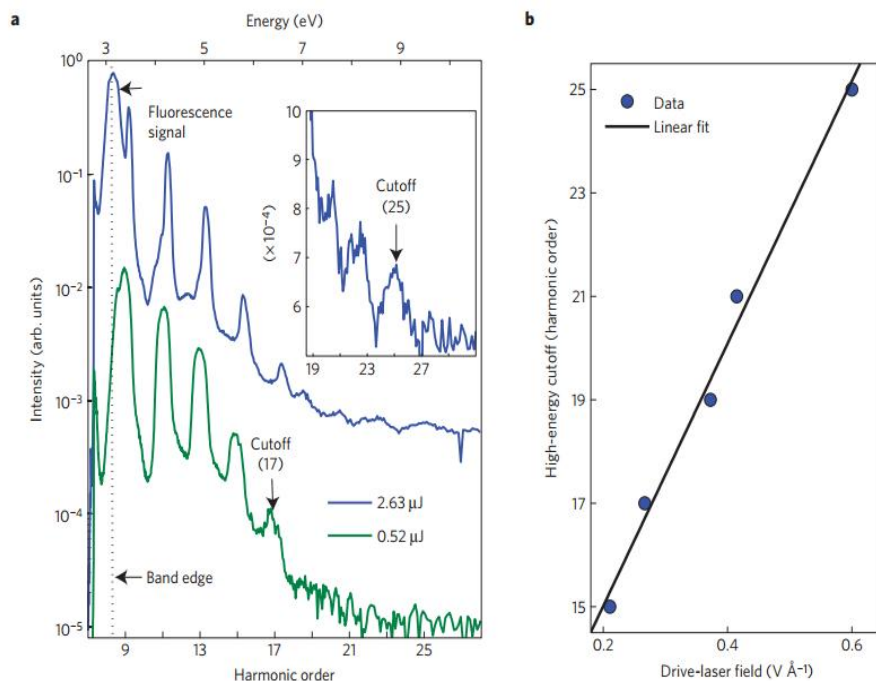 a
Energy (eV)
3 5 7 9
10⁰
10⁻¹
10⁻²
10⁻³
10⁻⁴
10⁻⁵
Intensity (arb. units)
Fluorescence
signal
10
9
8
7
6
(×10⁻⁴)
Cutoff
(25)
19 23 27
Cutoff
(17)
2.63 μJ
0.52 μJ
Band edge
9 13 17 21 25
Harmonic order
b
25
23
21
19
17
15
High-energy cutoff (harmonic order)
Data
Linear fit
0.2 0.4 0.6
Drive-laser field (V Å⁻¹)